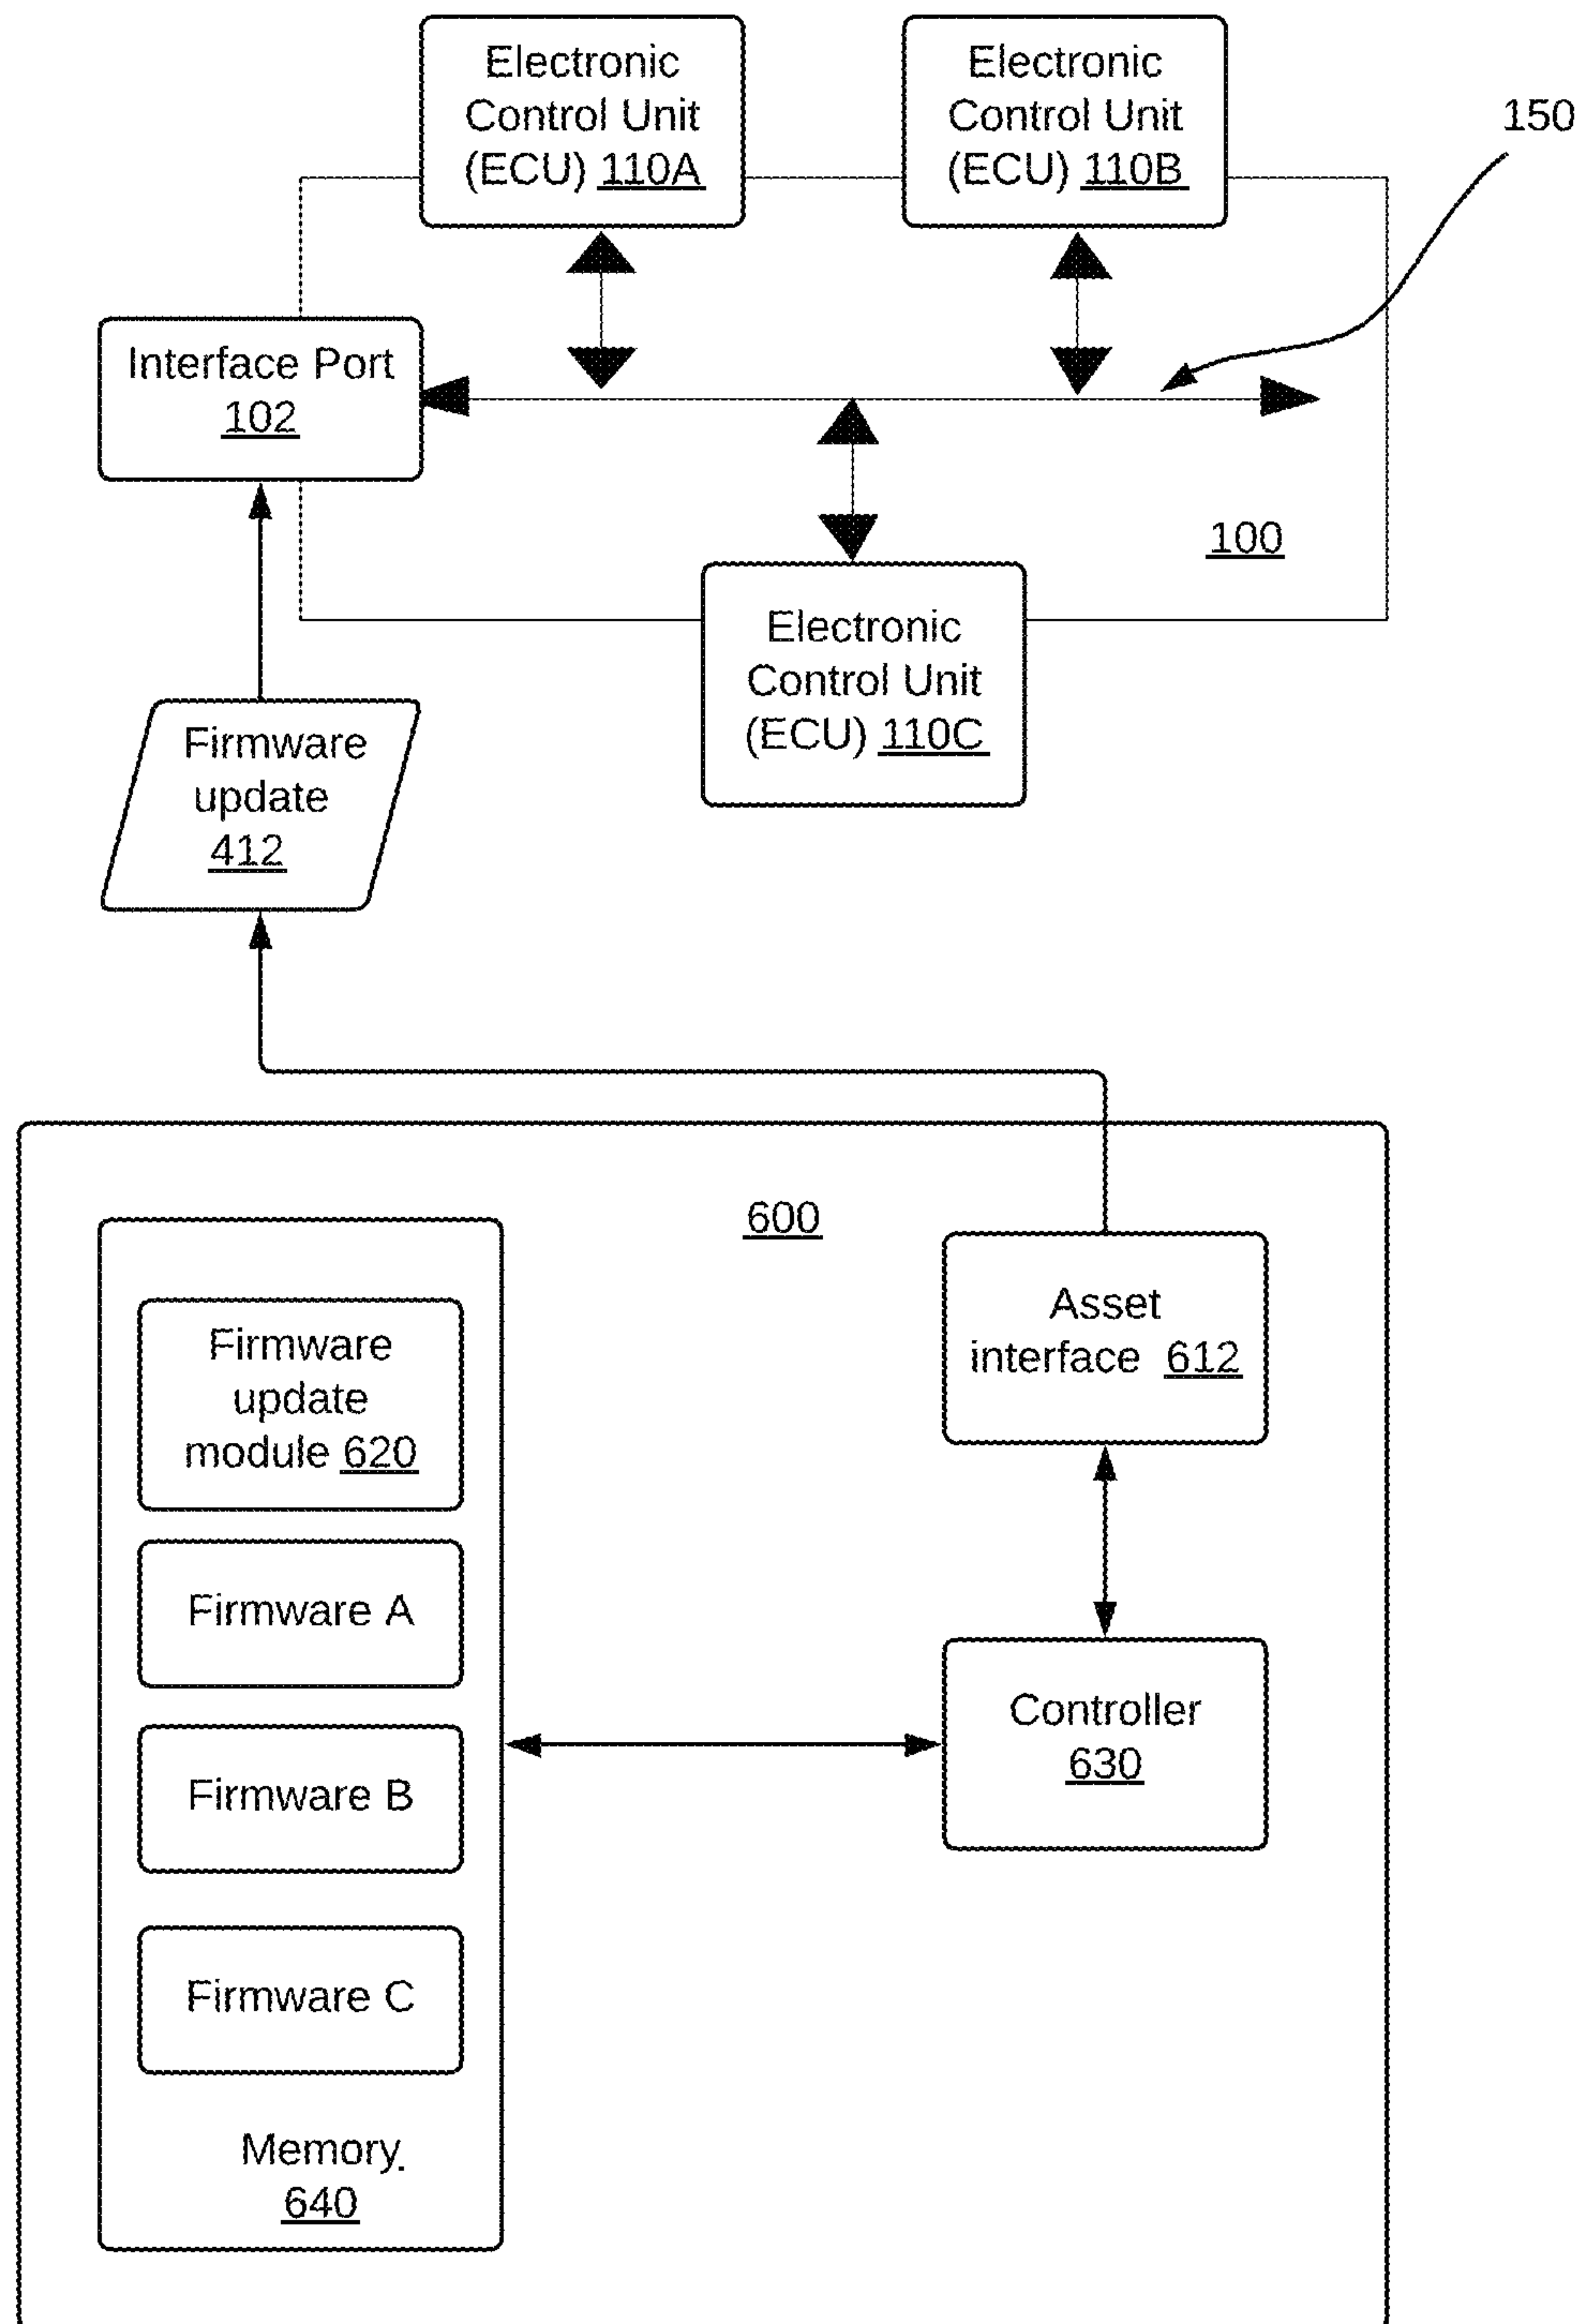 Electronic
Control Unit
(ECU) 110A
Electronic
Control Unit
(ECU) 110B
150
Interface Port
102
100
Electronic
Control Unit
(ECU) 110C
Firmware
update
412
600
Asset
interface 612
Firmware
update
module 620
Firmware A
Controller
630
Firmware B
Firmware C
Memory.
640